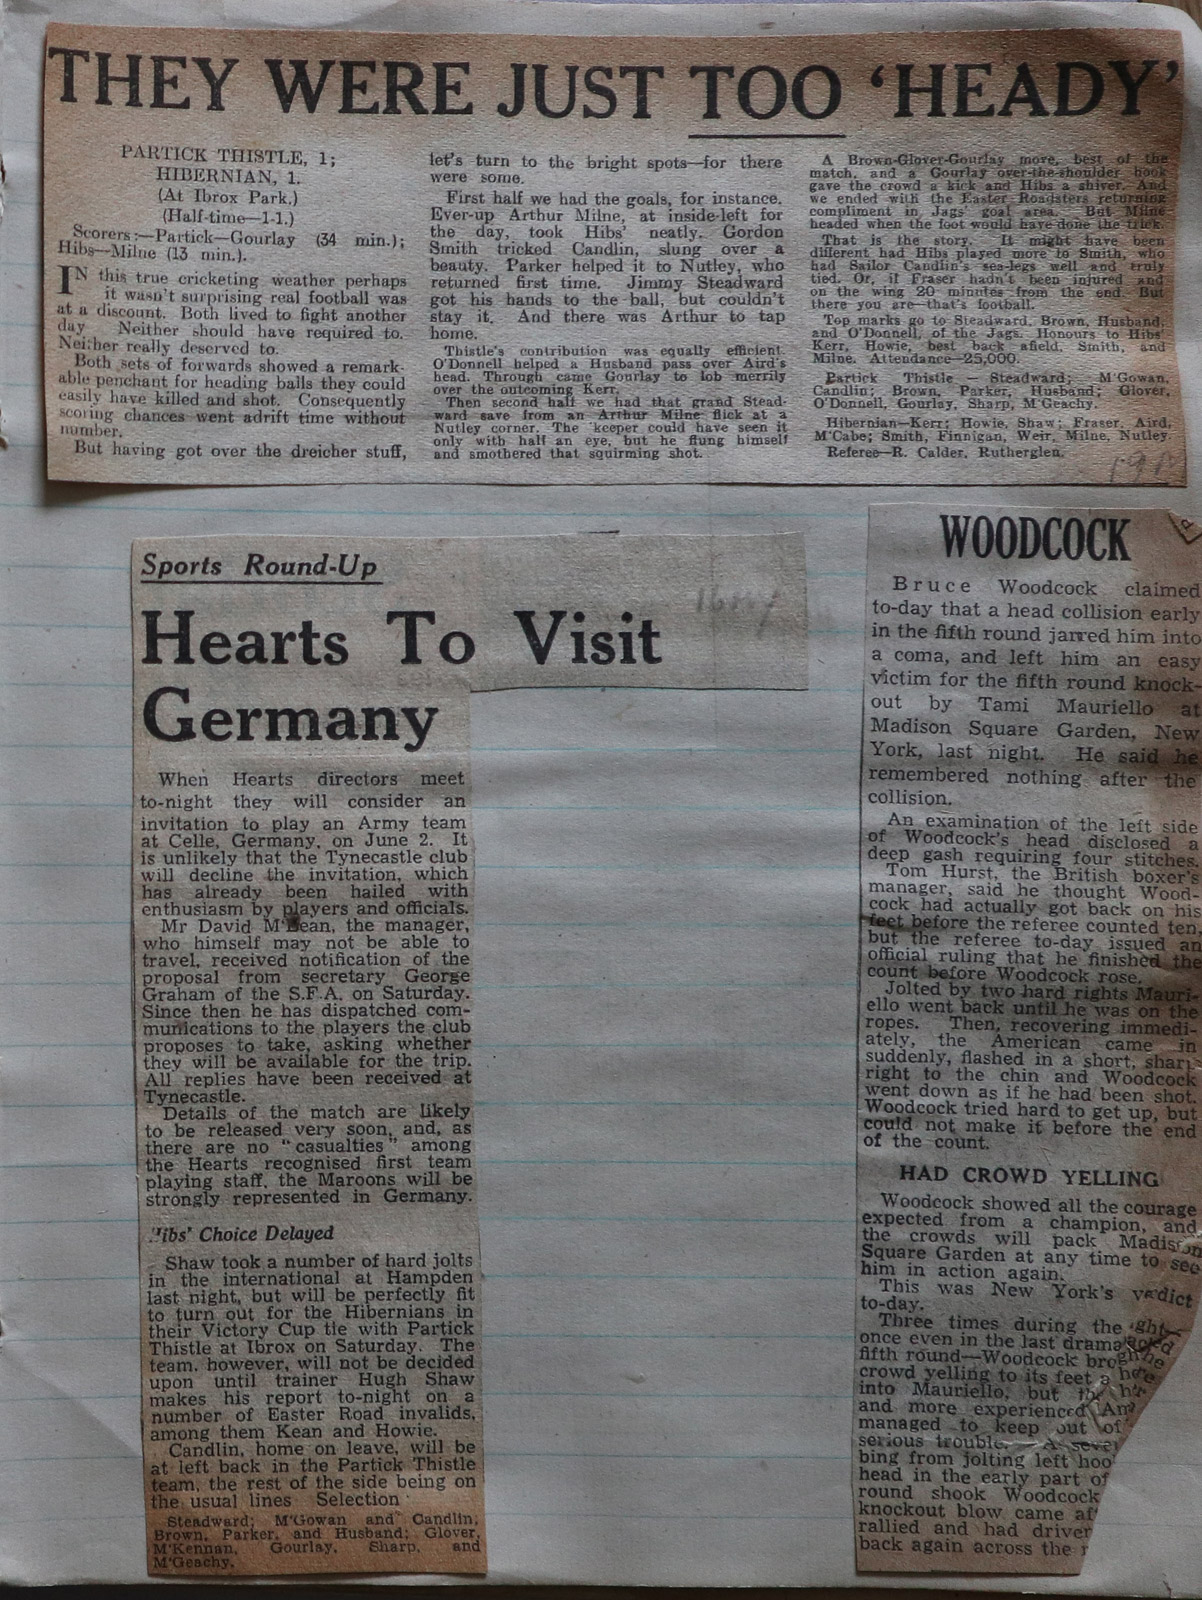 THEY WERE JUST TOO ‘HEADY’
PARTICK THISTLE, 1;
HIBERNIAN, 1.
(At Ibrox Park.)
(Half-time—1-1.)
Scorers:—Partick—Gourlay (34 min.);
Hibs—Milne (13 min.).
IN this true cricketing weather perhaps
it wasn't surprising real football was
at a discount. Both lived to fight another
day Neither should have required to.
Neither really deserved to.
Both sets of forwards showed a remark-
able penchant for heading balls they could
easily have killed and shot. Consequently
scoring chances went adrift time without
number.
But having got over the dreicher stuff,
let's turn to the bright spots—for there
were some.
First half we had the goals, for instance.
Ever-up Arthur Milne, at inside-left for
the day, took Hibs' neatly. Gordon
Smith tricked Candlin, slung over a
beauty. Parker helped it to Nutley, who
returned first time. Jimmy Steadward
got his hands to the ball, but couldn't
stay it. And there was Arthur to tap
home.
Thistle's contribution was equally efficient.
O'Donnell helped a Husband pass over Aird's
head. Through came Gourlay to lob merrily
over the outcoming Kerr.
Then second half we had that grand Stead-
ward save from an Arthur Milne flick at a
Nutley corner. The 'keeper could have seen it
only with half an eye, but he flung himself
and smothered that squirming shot.
A Brown-Glover-Gourlay move, best of the
match, and a Gourlay over-the-shoulder hook
gave the crowd a kick and Hibs a shiver. And
we ended with the Easter Roadsters returning
compliment in Jags' goal area. But Milne
headed when the foot would have done the trick.
That is the story. It might have been
different had Hibs played more to Smith, who
had Sailor Candlin's sea-legs well and truly
tied. Or, if Fraser hadn't been injured and
on the wing 20 minutes from the end. But
there you are—that's football.
Top marks go to Steadward, Brown, Husband,
and O'Donnell, of the Jags. Honours to Hibs'
Kerr, Howie, best back afield, Smith, and
Milne. Attendance—25,000.
Partick Thistle — Steadward; M'Gowan,
Candlin; Brown, Parker, Husband; Glover,
O'Donnell, Gourlay, Sharp, M'Geachy.
Hibernian—Kerr; Howie, Shaw; Fraser, Aird,
M'Cabe; Smith, Finnigan, Weir, Milne, Nutley.
Referee—R. Calder, Rutherglen.
Sports Round-Up
Hearts To Visit
Germany
When Hearts directors meet
to-night they will consider an
invitation to play an Army team
at Celle, Germany, on June 2. It
is unlikely that the Tynecastle club
will decline the invitation, which
has already been hailed with
enthusiasm by players and officials.
Mr David M'Lean, the manager,
who himself may not be able to
travel, received notification of the
proposal from secretary George
Graham of the S.F.A. on Saturday.
Since then he has dispatched com-
munications to the players the club
proposes to take, asking whether
they will be available for the trip.
All replies have been received at
Tynecastle.
Details of the match are likely
to be released very soon, and, as
there are no “casualties” among
the Hearts recognised first team
playing staff, the Maroons will be
strongly represented in Germany.
Hibs' Choice Delayed
Shaw took a number of hard jolts
in the international at Hampden
last night, but will be perfectly fit
to turn out for the Hibernians in
their Victory Cup tie with Partick
Thistle at Ibrox on Saturday. The
team, however, will not be decided
upon until trainer Hugh Shaw
makes his report to-night on a
number of Easter Road invalids,
among them Kean and Howie.
Candlin, home on leave, will be
at left back in the Partick Thistle
team, the rest of the side being on
the usual lines Selection
Steadward; M'Gowan and Candlin;
Brown, Parker, and Husband; Glover,
M'Kennan, Gourlay, Sharp, and
M'Geachy.
WOODCOCK
Bruce Woodcock claimed
to-day that a head collision early
in the fifth round jarred him into
a coma, and left him an easy
victim for the fifth round knock-
out by Tami Mauriello at
Madison Square Garden, New
York, last night. He said he
remembered nothing after the
collision.
An examination of the left side
of Woodcock's head disclosed a
deep gash requiring four stitches.
Tom Hurst, the British boxer's
manager, said he thought Wood-
cock had actually got back on his
feet before the referee counted ten,
but the referee to-day issued an
official ruling that he finished the
count before Woodcock rose.
Jolted by two hard rights Mauri-
ello went back until he was on the
ropes. Then, recovering immedi-
ately, the American came in
suddenly, flashed in a short, sharp
right to the chin and Woodcock
went down as if he had been shot.
Woodcock tried hard to get up, but
could not make it before the end
of the count.
HAD CROWD YELLING
Woodcock showed all the courage
expected from a champion, and
the crowds will pack Madison
Square Garden at any time to see
him in action again.
This was New York's verdict
to-day.
Three times during the
once even in the last drama
fifth round—Woodcock
crowd yelling to its feet
into Mauriello, but
and more experienced
managed to keep out of
serious trouble. A
bing from jolting left
head in the early part of
round shook Woodcock
knockout blow came
rallied and had
back again across the